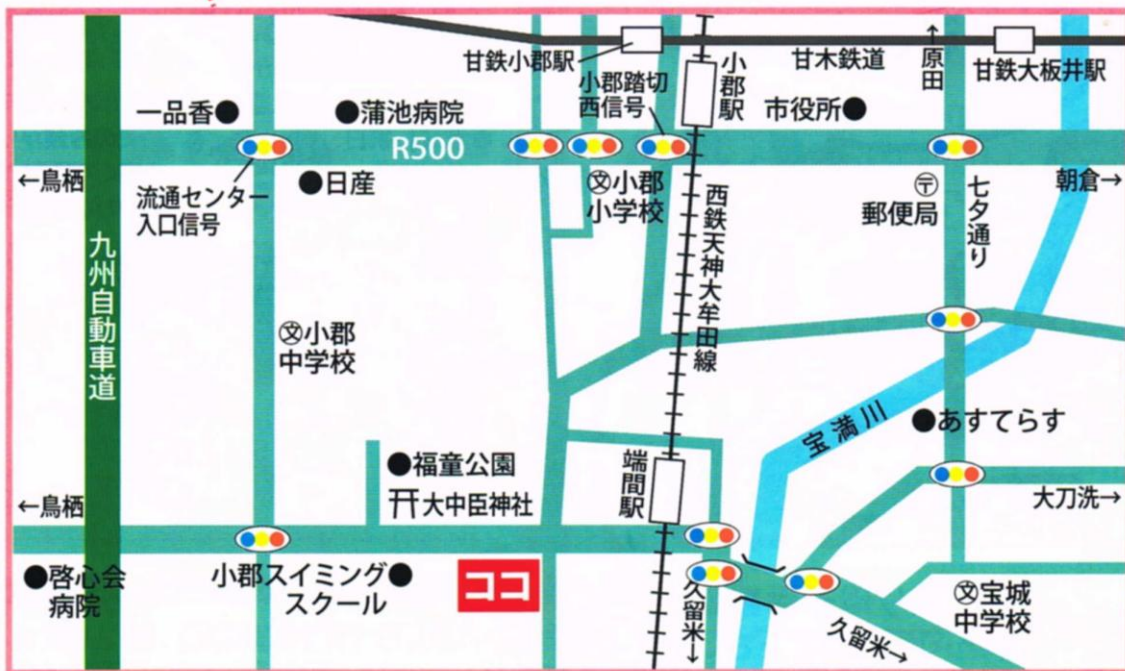 甘鉄小郡駅
小郡踏切
西信号
小郡駅
甘木鉄道
↑原田
甘鉄大板井駅
一品香●
●蒲池病院
市役所●
R500
←鳥栖
流通センター
入口信号
●日産
㊫小郡
小学校
〒
郵便局
七夕通り
朝倉→
九州自動車道
西鉄天神大牟田線
㊫小郡
中学校
宝満川
●あすてらす
●福童公園
大中臣神社
端間駅
←鳥栖
大刀洗→
●啓心会
病院
小郡スイミング●
スクール
ココ
久留米→
久留米→
㊫宝城
中学校